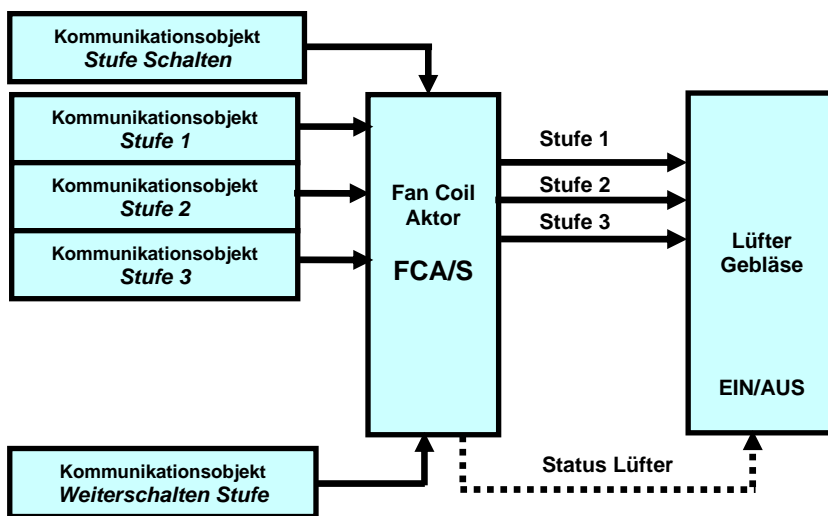 Kommunikationsobjekt
Stufe Schalten
Kommunikationsobjekt
Stufe 1
Kommunikationsobjekt
Stufe 2
Kommunikationsobjekt
Stufe 3
Kommunikationsobjekt
Weiterschalten Stufe
Fan Coil
Aktor
FCA/S
Stufe 1
Stufe 2
Stufe 3
Status Lüfter
Lüfter
Gebläse
EIN/AUS